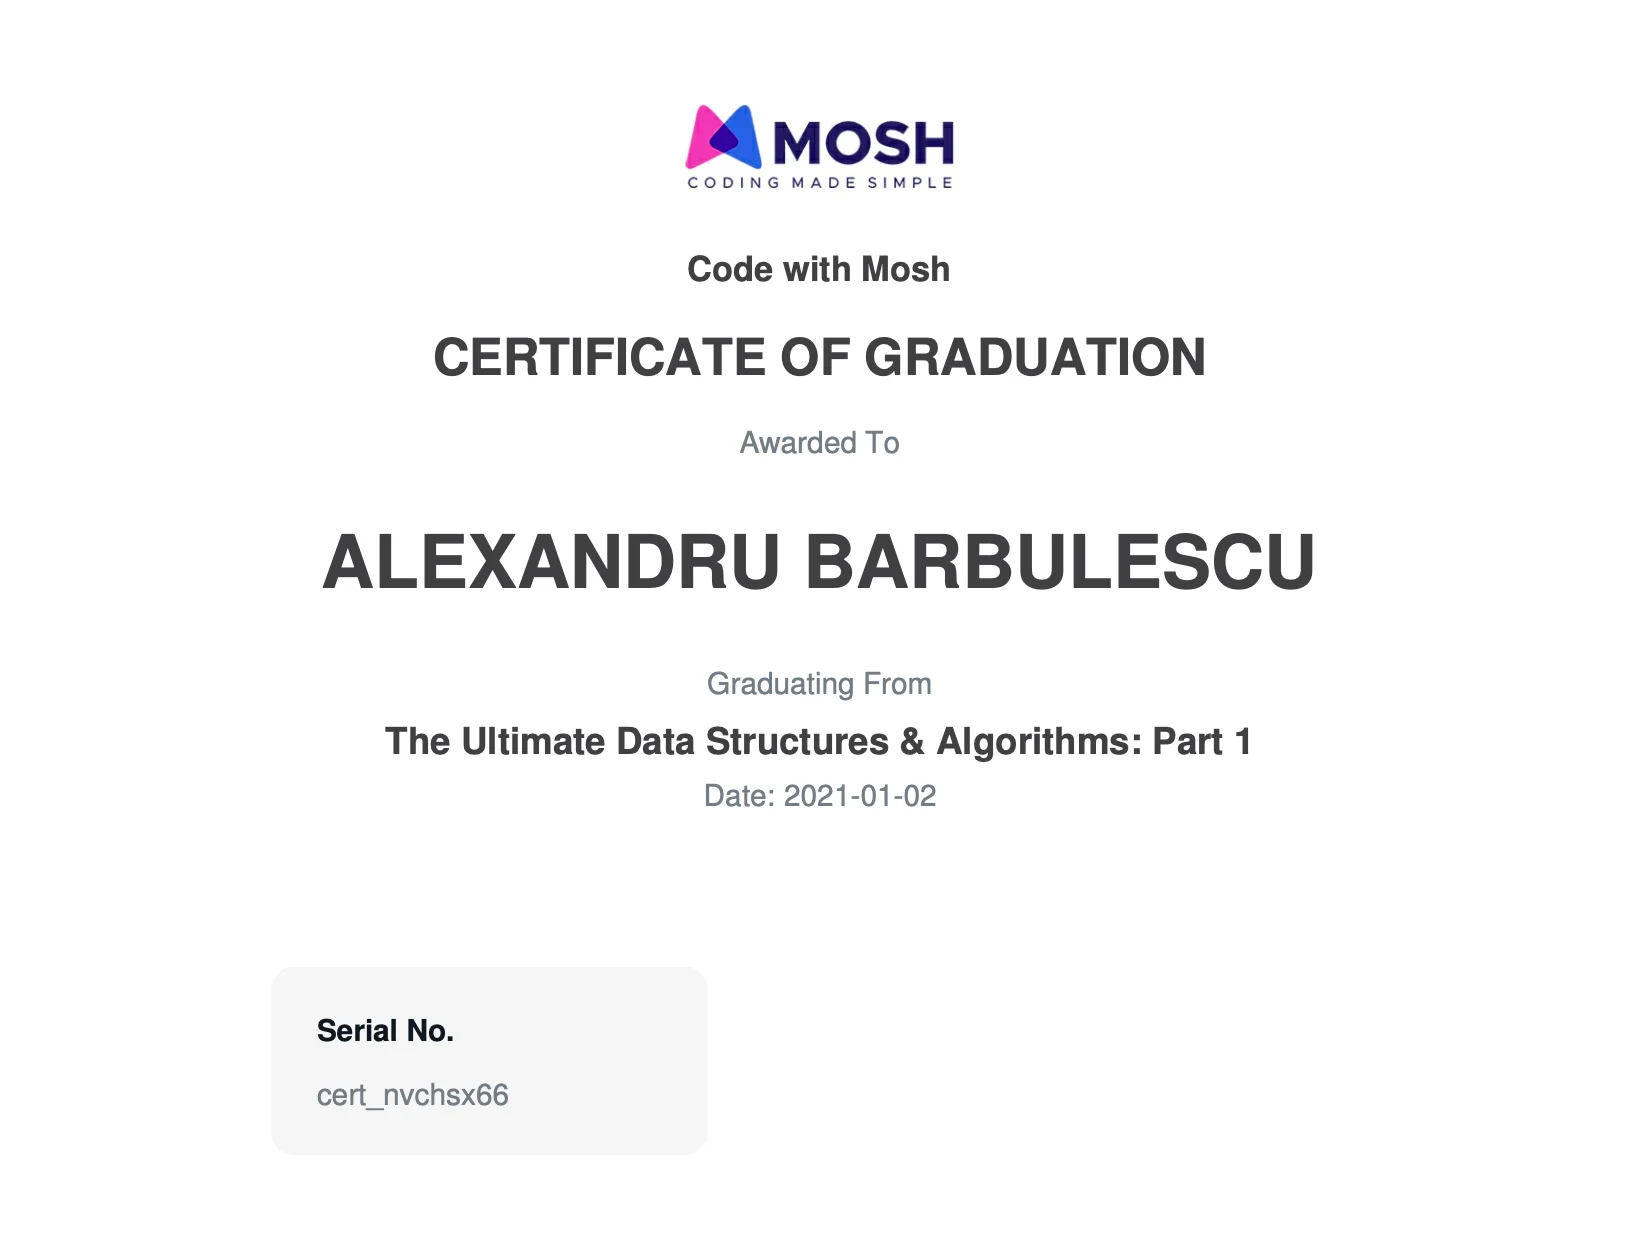 MOSH
CODING MADE SIMPLE
Code with Mosh
CERTIFICATE OF GRADUATION
Awarded To
ALEXANDRU BARBULESCU
Graduating From
The Ultimate Data Structures & Algorithms: Part 1
Date: 2021-01-02
Serial No.
cert_nvchsx66